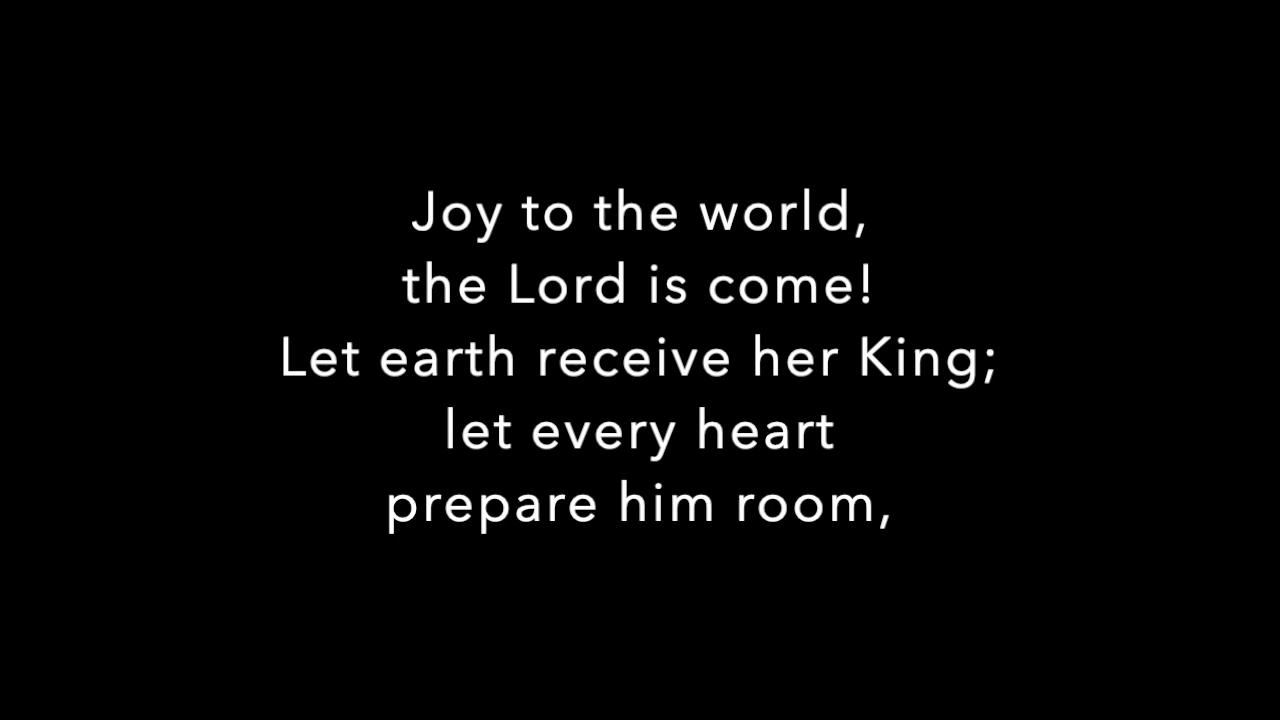 Joy to the world,
the Lord is come!
Let earth receive her King;
let every heart
prepare him room,